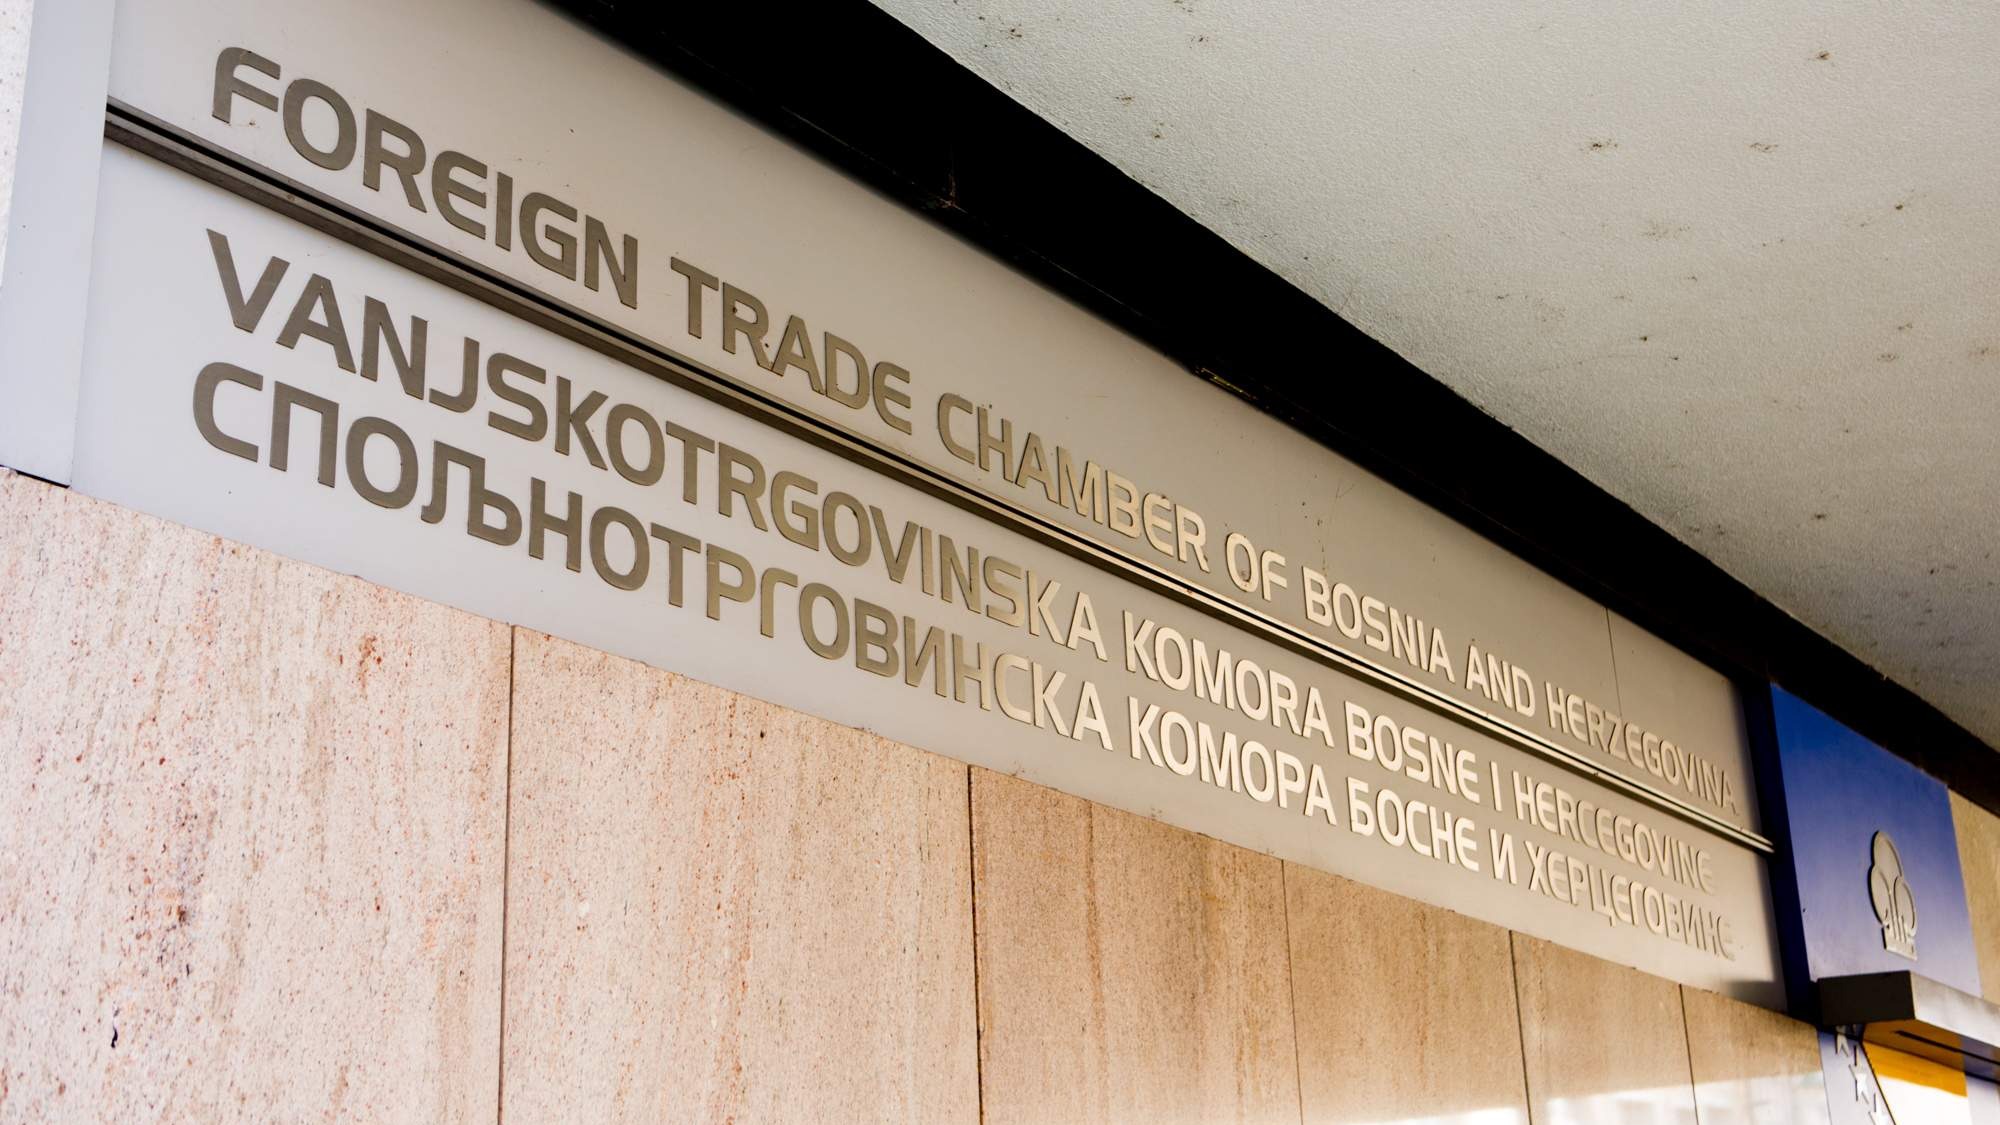 FOREIGN TRADE CHAMBER OF BOSNIA AND HERZEGOVINA
VANJSKOTRGOVINSKA KOMORA BOSNE I HERCEGOVINE
СПОЉНОТРГОВИНСКА КОМОРА БОСНЕ И ХЕРЦЕГОВИНЕ